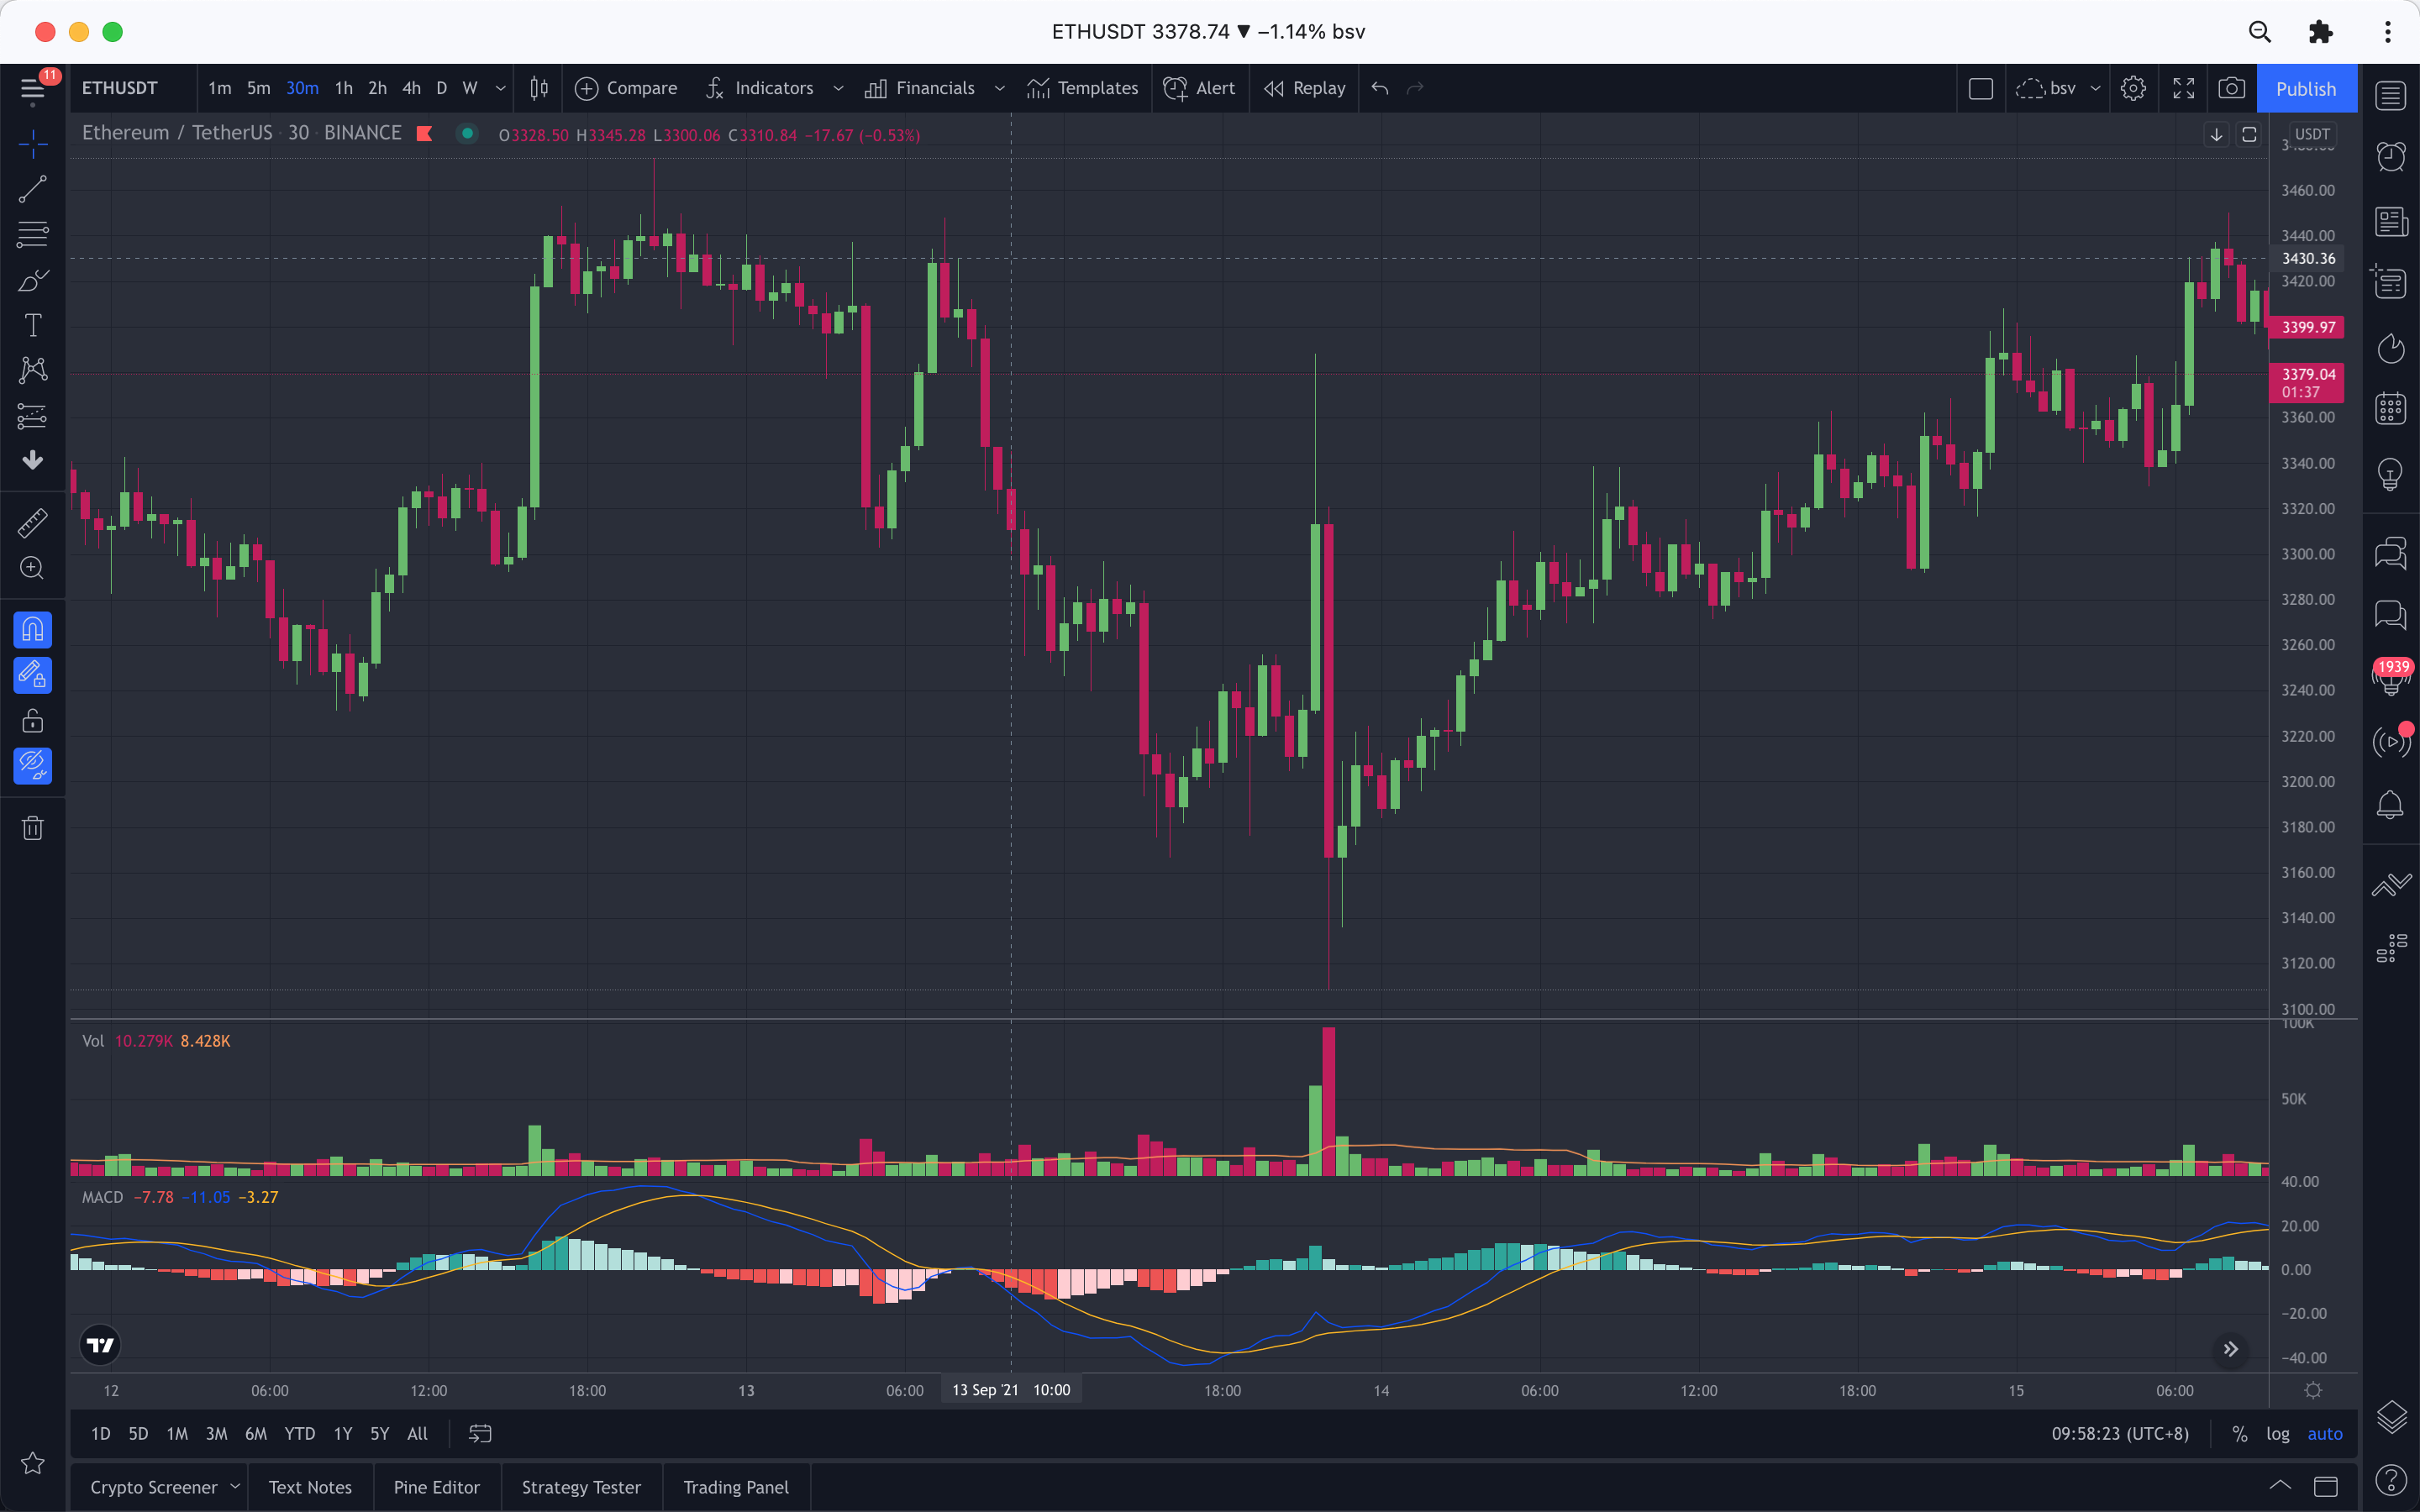 ETHUSDT 3378.74 ▼ −1.14% bsv
11
ETHUSDT 1m 5m 30m 1h 2h 4h D W Compare Indicators Financials Templates Alert Replay bsv Publish
Ethereum / TetherUS · 30 · BINANCE O3328.50 H3345.28 L3300.06 C3310.84 −17.67 (−0.53%)
USDT
3460.00
3440.00
3430.36
3420.00
3399.97
3379.04
01:37
3360.00
3340.00
3320.00
3300.00
3280.00
3260.00
3240.00
3220.00
3200.00
3180.00
3160.00
3140.00
3120.00
3100.00
1939
100K
Vol 10.279K 8.428K
50K
MACD −7.78 −11.05 −3.27
40.00
20.00
0.00
−20.00
−40.00
12 06:00 12:00 18:00 13 06:00 13 Sep '21 10:00 18:00 14 06:00 12:00 18:00 15 06:00
1D 5D 1M 3M 6M YTD 1Y 5Y All 09:58:23 (UTC+8) % log auto
Crypto Screener Text Notes Pine Editor Strategy Tester Trading Panel